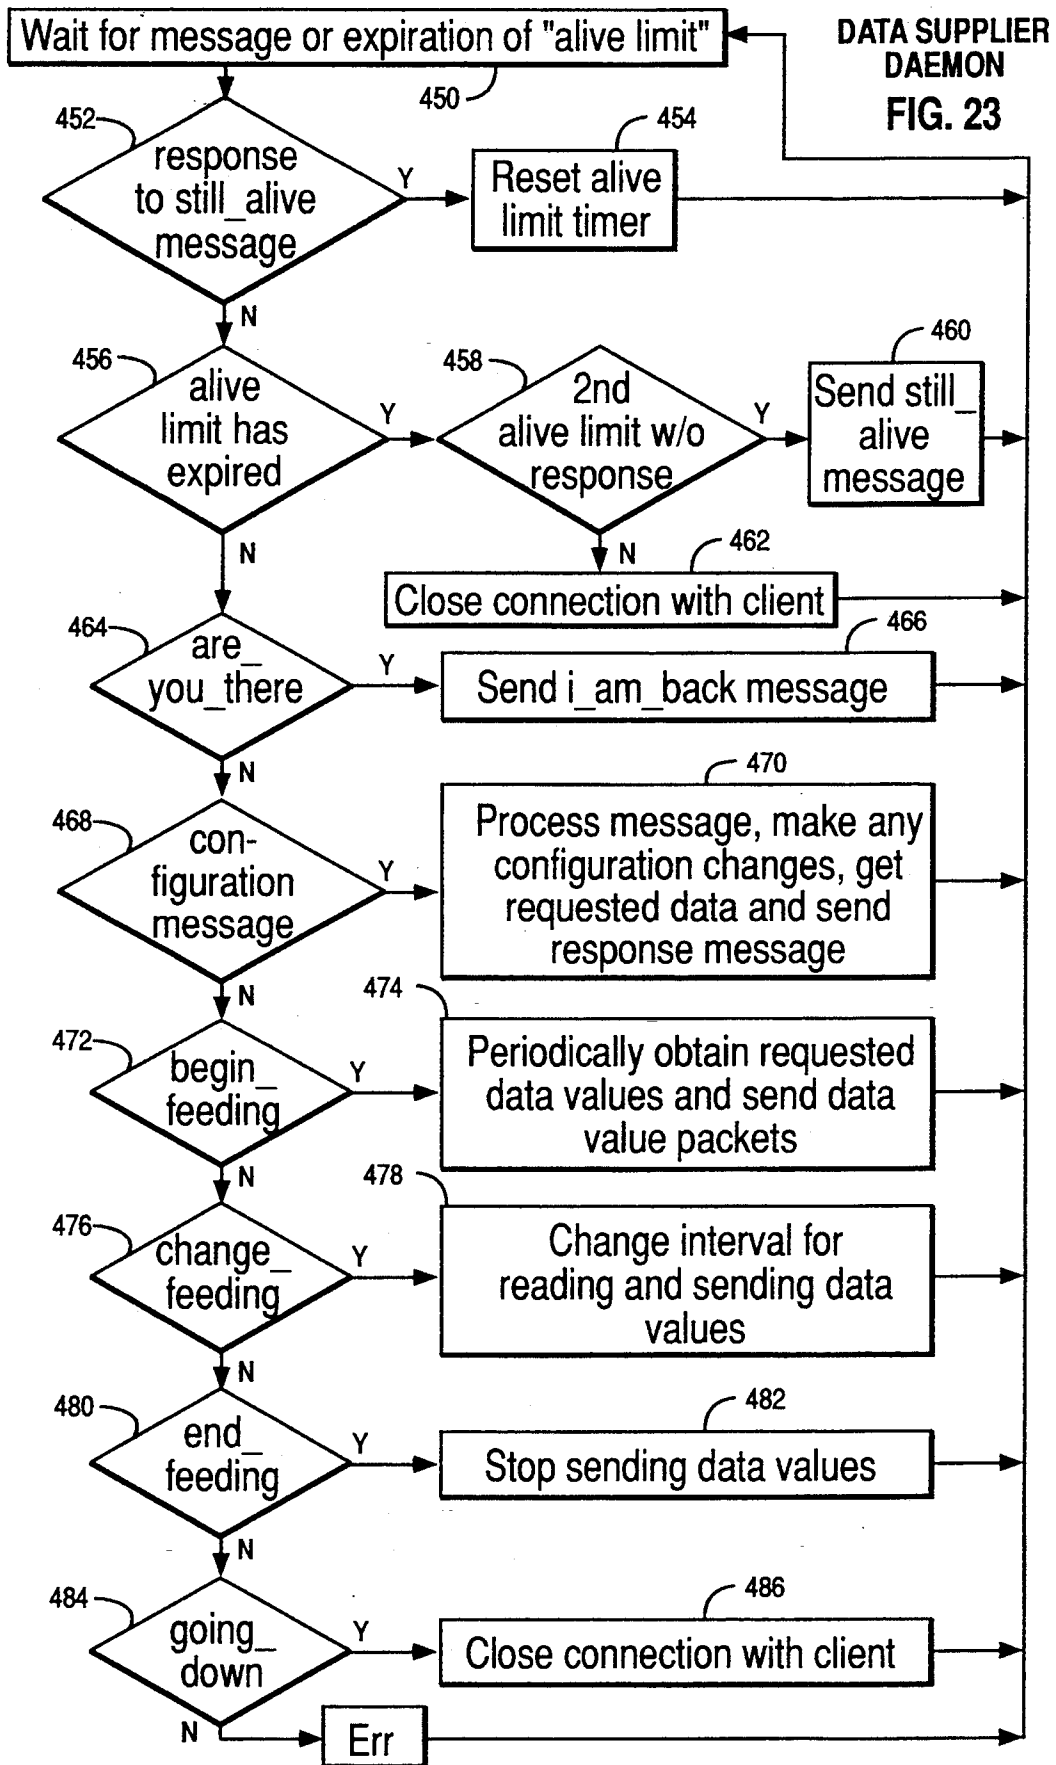 Wait for message or expiration of "alive limit"
DATA SUPPLIER
DAEMON
FIG. 23
450
452
response
to still_alive
message
Y
454
Reset alive
limit timer
N
456
alive
limit has
expired
Y
458
2nd
alive limit w/o
response
Y
460
Send still_
alive
message
N
N
462
Close connection with client
464
are_
you_there
Y
466
Send i_am_back message
N
468
con-
figuration
message
Y
470
Process message, make any
configuration changes, get
requested data and send
response message
N
472
begin_
feeding
Y
474
Periodically obtain requested
data values and send data
value packets
N
476
change_
feeding
Y
478
Change interval for
reading and sending data
values
N
480
end_
feeding
Y
482
Stop sending data values
N
484
going_
down
Y
486
Close connection with client
N
Err